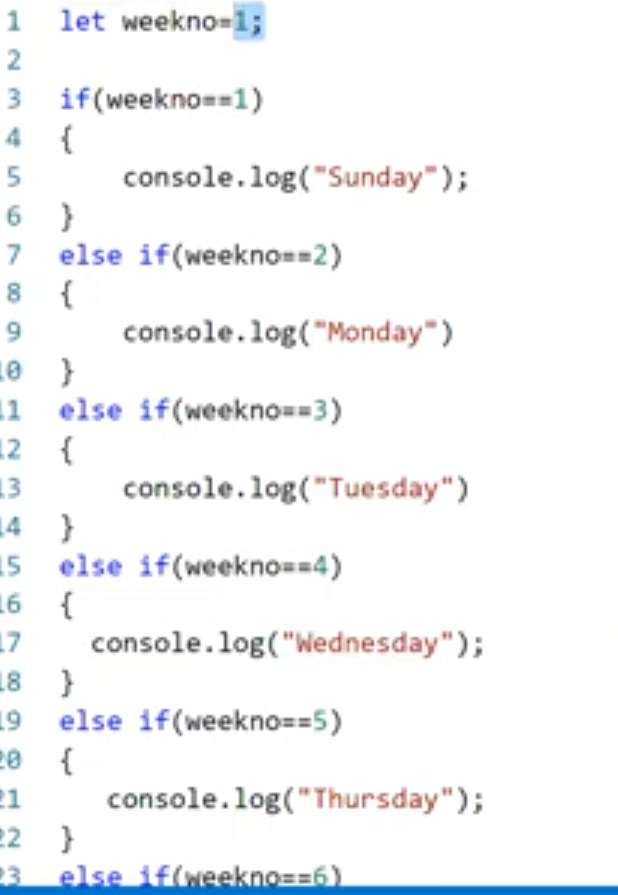 1 let weekno=1;
2
3 if(weekno==1)
4 {
5 console.log("Sunday");
6 }
7 else if(weekno==2)
8 {
9 console.log("Monday")
10 }
11 else if(weekno==3)
12 {
13 console.log("Tuesday")
14 }
15 else if(weekno==4)
16 {
17 console.log("Wednesday");
18 }
19 else if(weekno==5)
20 {
21 console.log("Thursday");
22 }
23 else if(weekno==6)